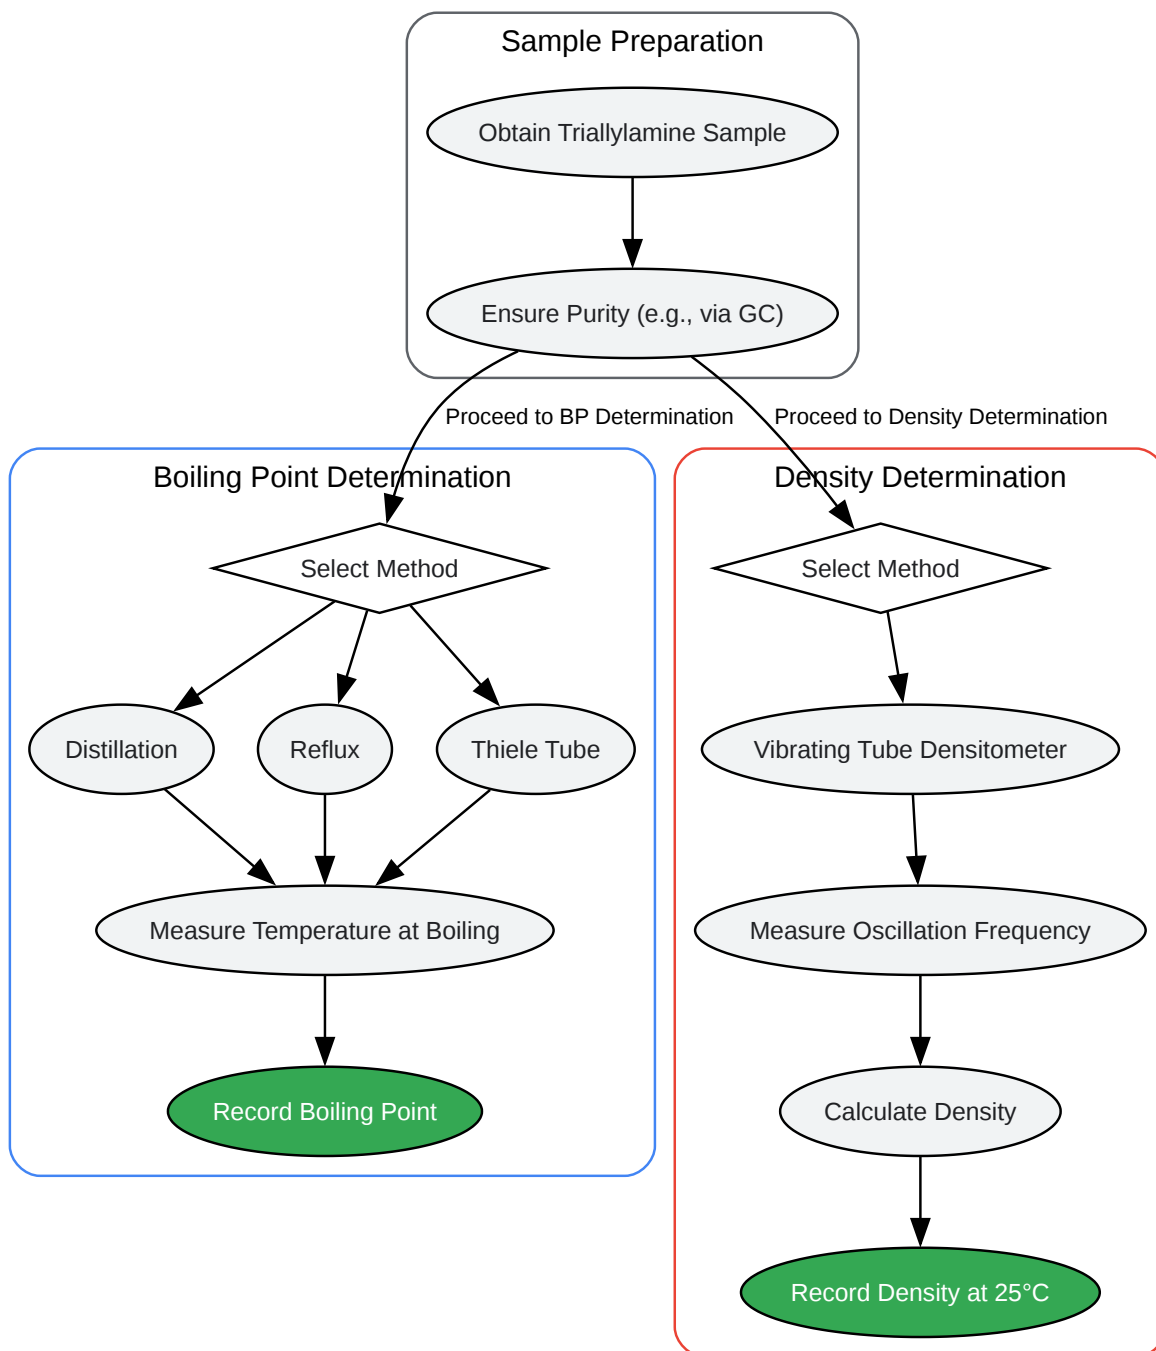 Sample Preparation
Obtain Triallylamine Sample
Ensure Purity (e.g., via GC)
Proceed to BP Determination
Proceed to Density Determination
Boiling Point Determination
Density Determination
Select Method
Select Method
Distillation
Reflux
Thiele Tube
Vibrating Tube Densitometer
Measure Temperature at Boiling
Measure Oscillation Frequency
Record Boiling Point
Calculate Density
Record Density at 25°C